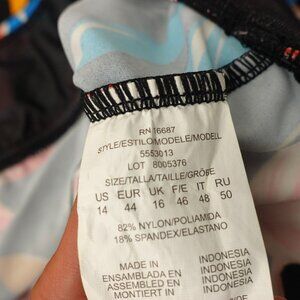 RN 16687
STYLE/ESTILO/MODELE/MODELL
5553013
LOT 8005376
SIZE/TALLA/TAILLE/GRÖßE
US EUR UK F/E IT RU
14 44 16 46 48 50
82% NYLON/POLIAMIDA
18% SPANDEX/ELASTANO
MADE IN INDONESIA
ENSAMBLADA EN INDONESIA
ASSEMBLÉ EN INDONESIA
MONTIERT IN INDONESIA